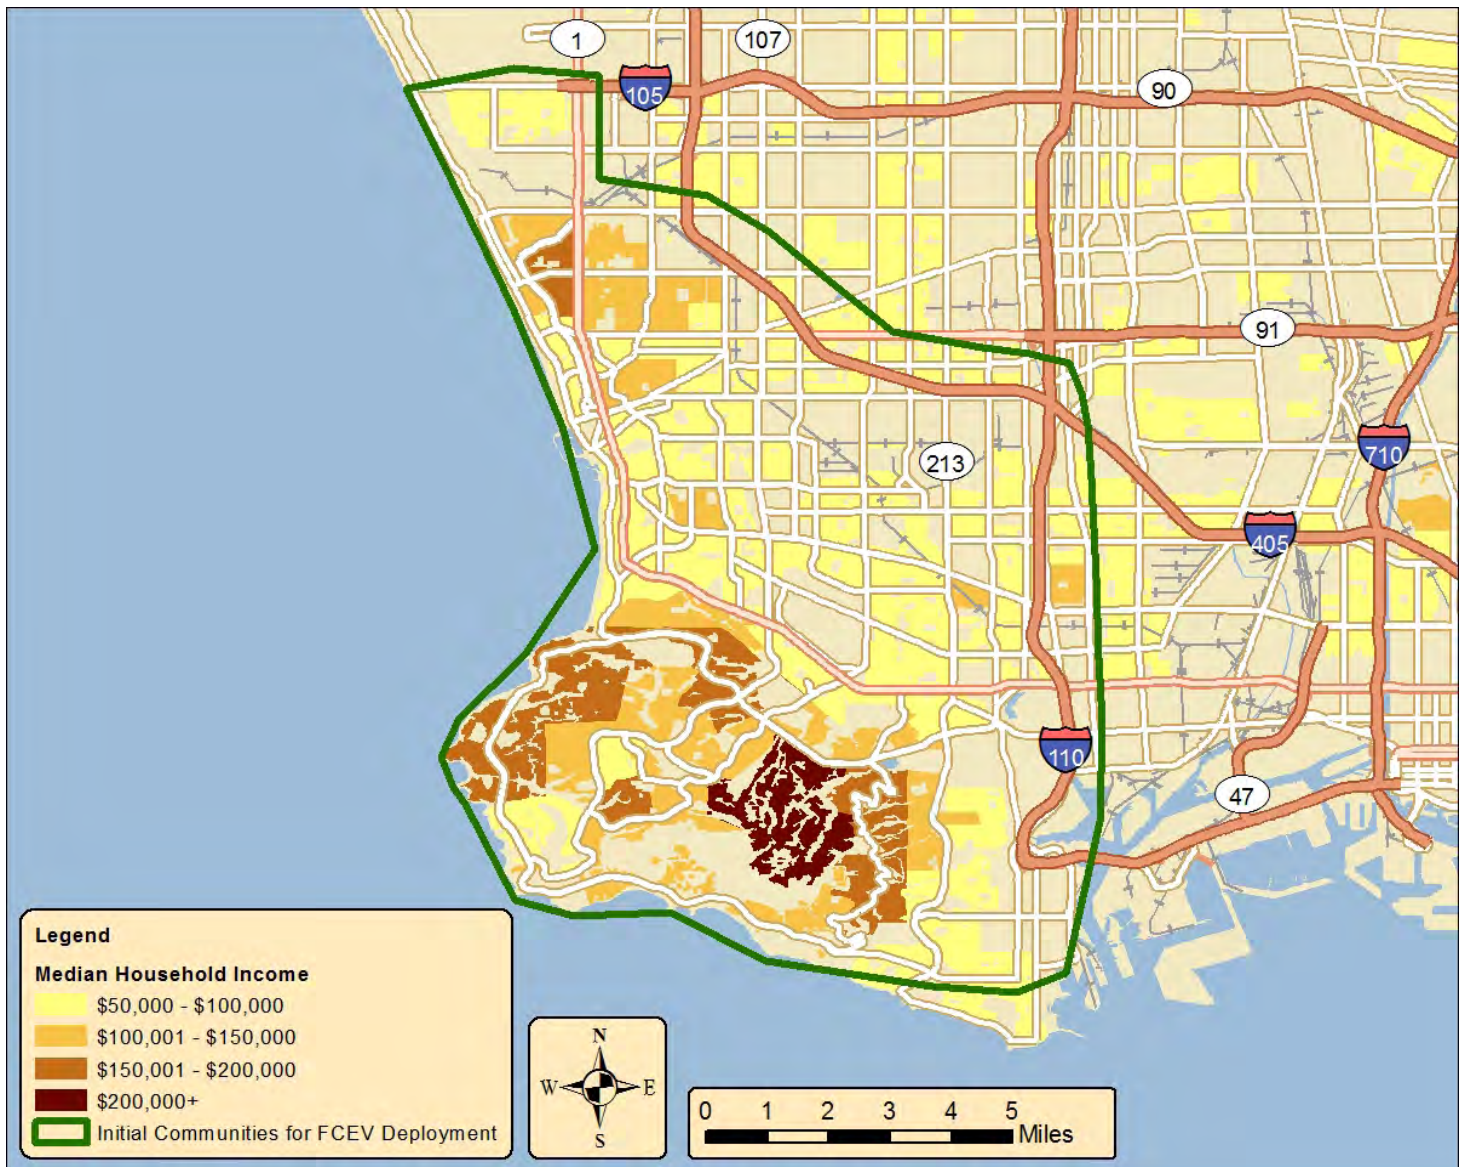 1
107
105
90
91
213
710
405
110
47
Legend
Median Household Income
$50,000 - $100,000
$100,001 - $150,000
$150,001 - $200,000
$200,000+
Initial Communities for FCEV Deployment
N
W E
S
0 1 2 3 4 5
Miles